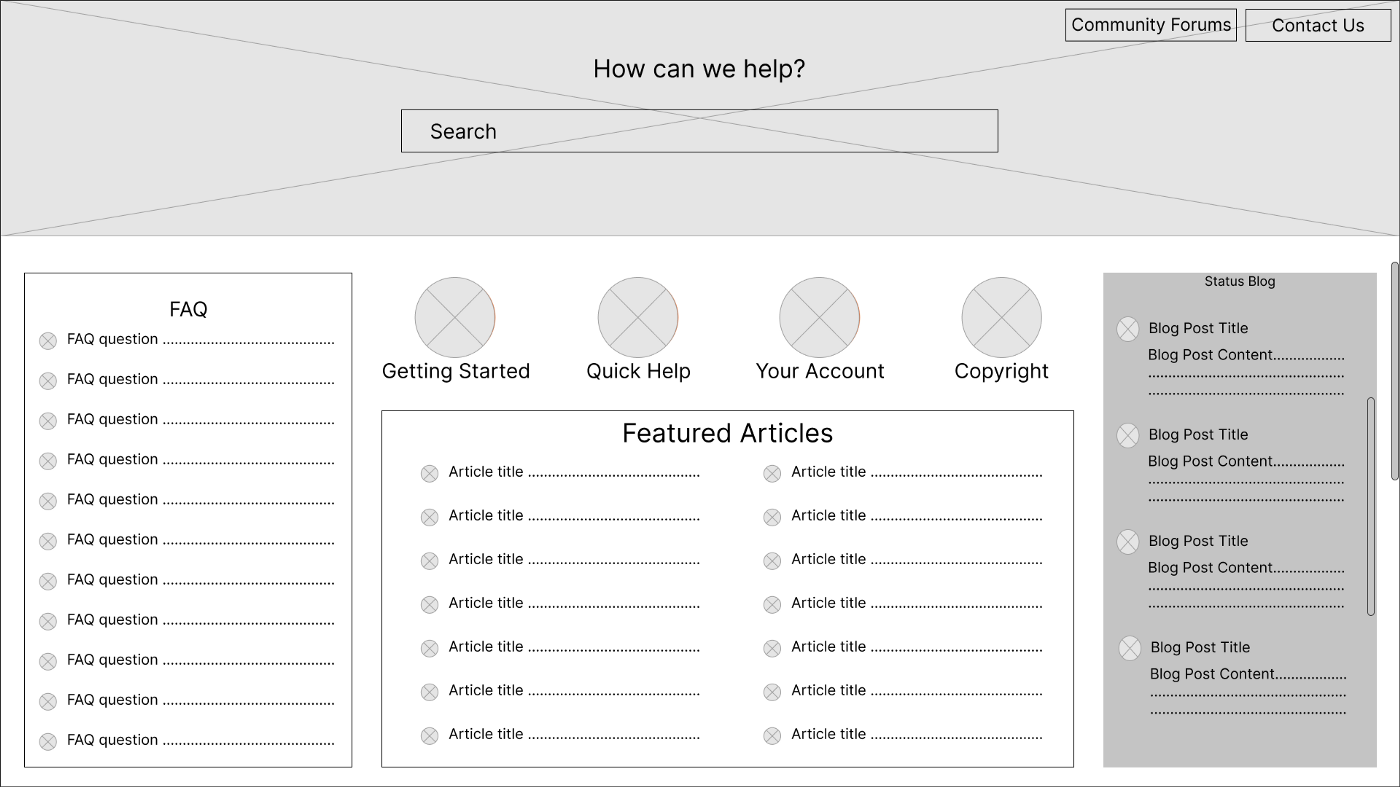 Community Forums
Contact Us
How can we help?
Search
FAQ
FAQ question ........................................
FAQ question ........................................
FAQ question ........................................
FAQ question ........................................
FAQ question ........................................
FAQ question ........................................
FAQ question ........................................
FAQ question ........................................
FAQ question ........................................
FAQ question ........................................
FAQ question ........................................
Getting Started
Quick Help
Your Account
Copyright
Featured Articles
Article title ........................................
Article title ........................................
Article title ........................................
Article title ........................................
Article title ........................................
Article title ........................................
Article title ........................................
Article title ........................................
Article title ........................................
Article title ........................................
Article title ........................................
Article title ........................................
Article title ........................................
Article title ........................................
Status Blog
Blog Post Title
Blog Post Content.................
..............................................
..............................................
Blog Post Title
Blog Post Content.................
..............................................
..............................................
Blog Post Title
Blog Post Content.................
..............................................
..............................................
Blog Post Title
Blog Post Content.................
..............................................
..............................................